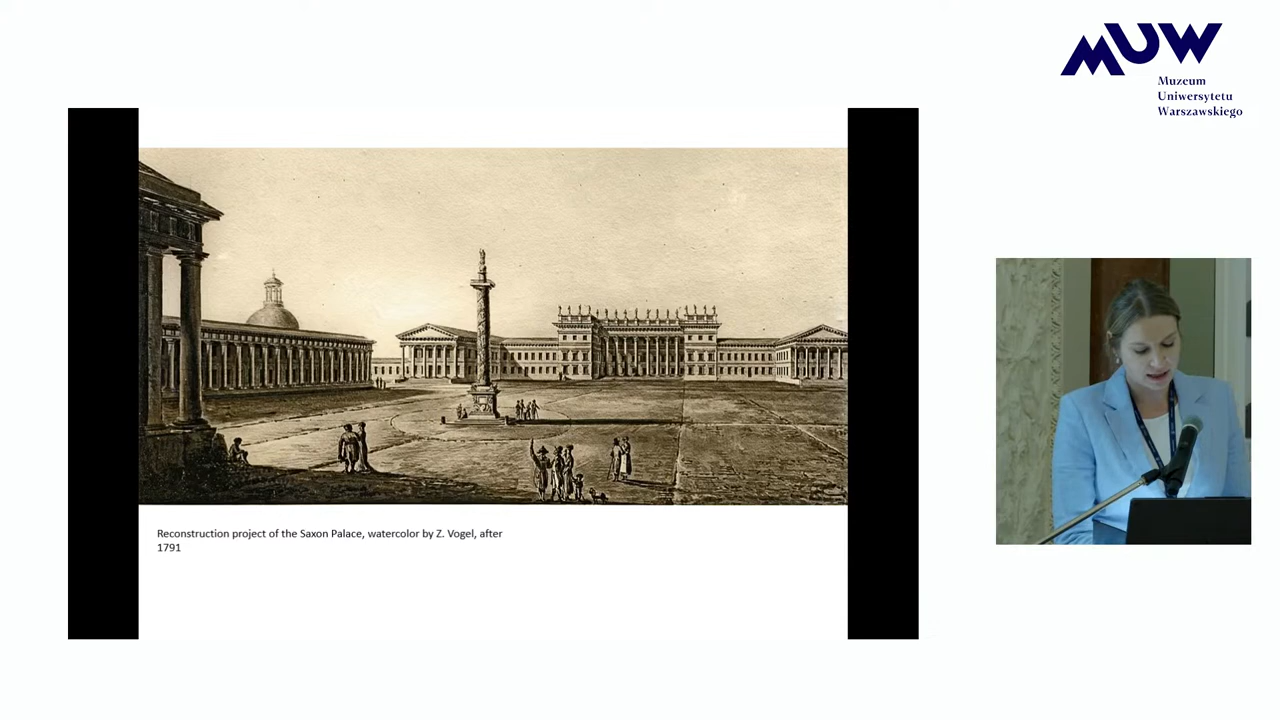 MUW
Muzeum
Uniwersytetu
Warszawskiego
Reconstruction project of the Saxon Palace, watercolor by Z. Vogel, after
1791